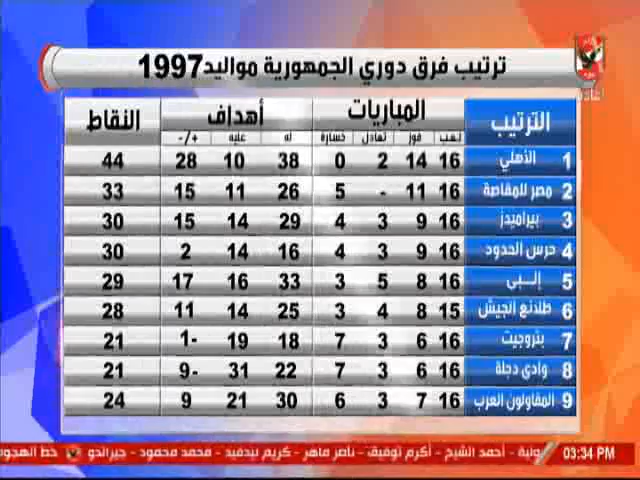 ترتيب فرق دوري الجمهورية مواليد 1997
الترتيب المباريات أهداف النقاط
لعب فوز تعادل خسارة له عليه +/-
1 الأهلي 16 14 2 0 38 10 28 44
2 مصر للمقاصة 16 11 - 5 26 11 15 33
3 بيراميدز 16 9 3 4 29 14 15 30
4 حرس الحدود 16 9 3 4 16 14 2 30
5 إنبي 16 8 5 3 33 16 17 29
6 طلائع الجيش 15 8 4 3 25 14 11 28
7 بتروجيت 16 6 3 7 18 19 -1 21
8 وادي دجلة 16 6 3 7 22 31 -9 21
9 المقاولون العرب 16 7 3 6 30 21 9 24
03:34 PM يونية - أحمد الشيخ - أكرم توفيق - ناصر ماهر - كريم نيدفيد - محمد محمود - جيرالدو خط الهجوم